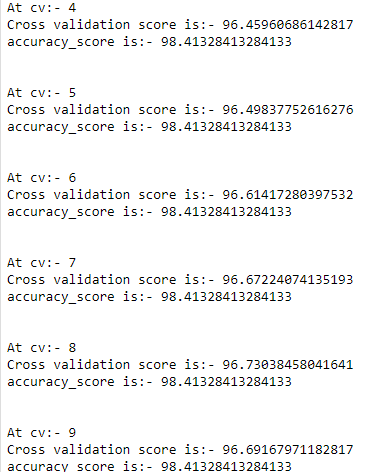 At cv:- 4
Cross validation score is:- 96.45960686142817
accuracy_score is:- 98.41328413284133
At cv:- 5
Cross validation score is:- 96.49837752616276
accuracy_score is:- 98.41328413284133
At cv:- 6
Cross validation score is:- 96.61417280397532
accuracy_score is:- 98.41328413284133
At cv:- 7
Cross validation score is:- 96.67224074135193
accuracy_score is:- 98.41328413284133
At cv:- 8
Cross validation score is:- 96.73038458041641
accuracy_score is:- 98.41328413284133
At cv:- 9
Cross validation score is:- 96.69167971182817
accuracy_score is:- 98.41328413284133